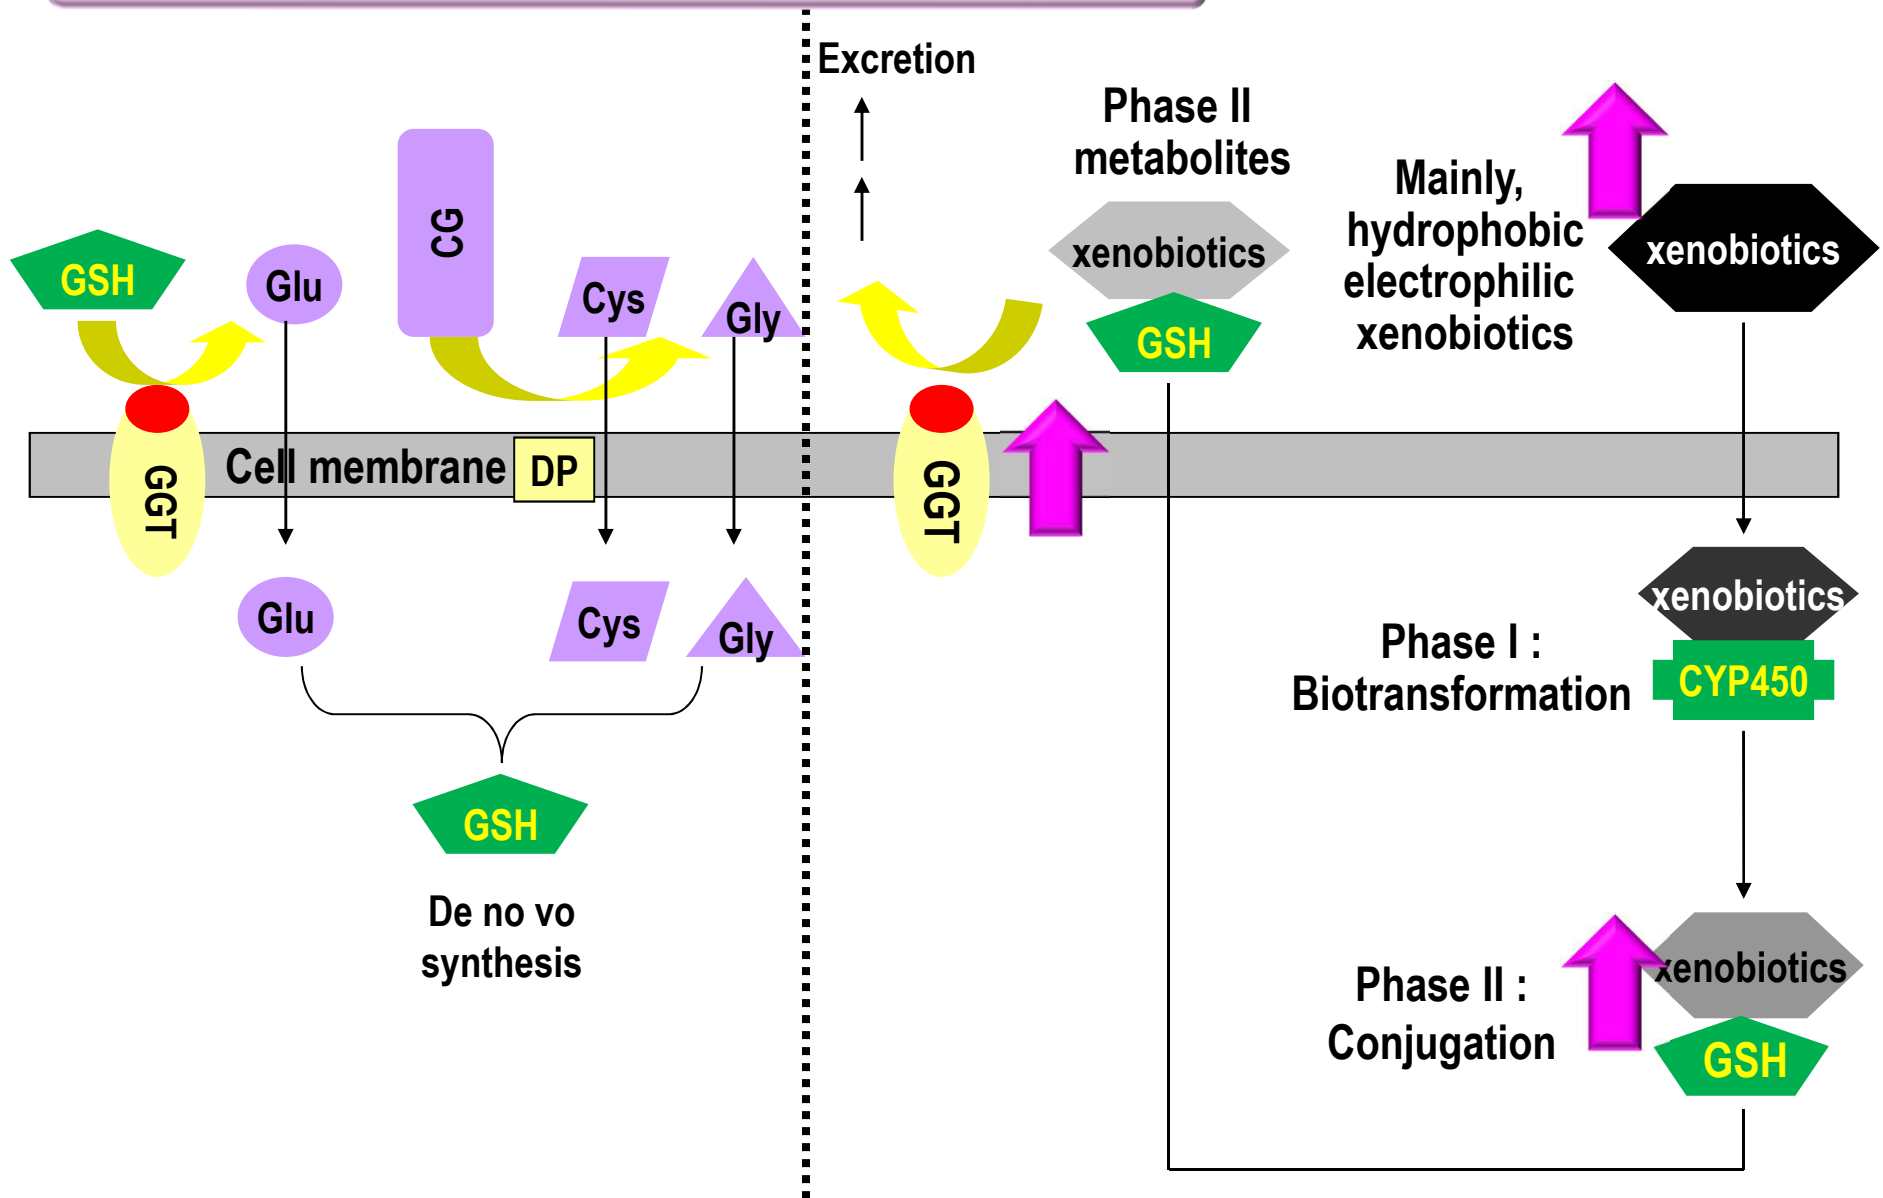 GSH
Glu
CG
Cys
Gly
GGT
Cell membrane
DP
Glu
Cys
Gly
GSH
De no vo
synthesis
Excretion
Phase II
metabolites
xenobiotics
GSH
GGT
Mainly,
hydrophobic
electrophilic
xenobiotics
xenobiotics
xenobiotics
CYP450
Phase I :
Biotransformation
xenobiotics
GSH
Phase II :
Conjugation